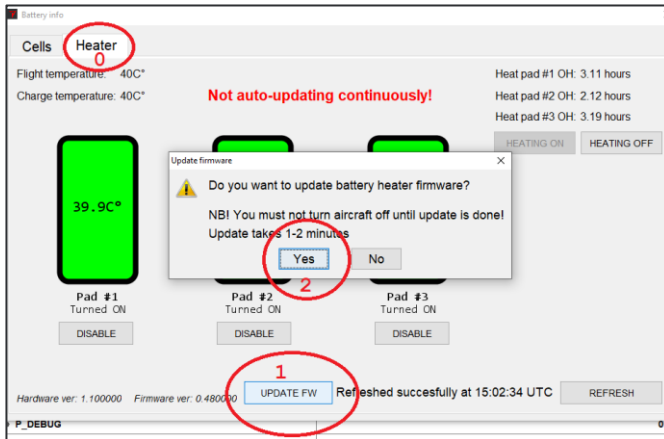 Battery info
Cells Heater
0
Flight temperature: 40C°
Charge temperature: 40C°
Not auto-updating continuously!
Heat pad #1 OH: 3.11 hours
Heat pad #2 OH: 2.12 hours
Heat pad #3 OH: 3.19 hours
HEATING ON HEATING OFF
Update firmware
Do you want to update battery heater firmware?
NB! You must not turn aircraft off until update is done!
Update takes 1-2 minutes
Yes No
2
39.9C°
Pad #1 Pad #2 Pad #3
Turned ON Turned ON Turned ON
DISABLE DISABLE DISABLE
1
Hardware ver: 1.100000 Firmware ver: 0.480000 UPDATE FW Refreshed succesfully at 15:02:34 UTC REFRESH
P_DEBUG 0